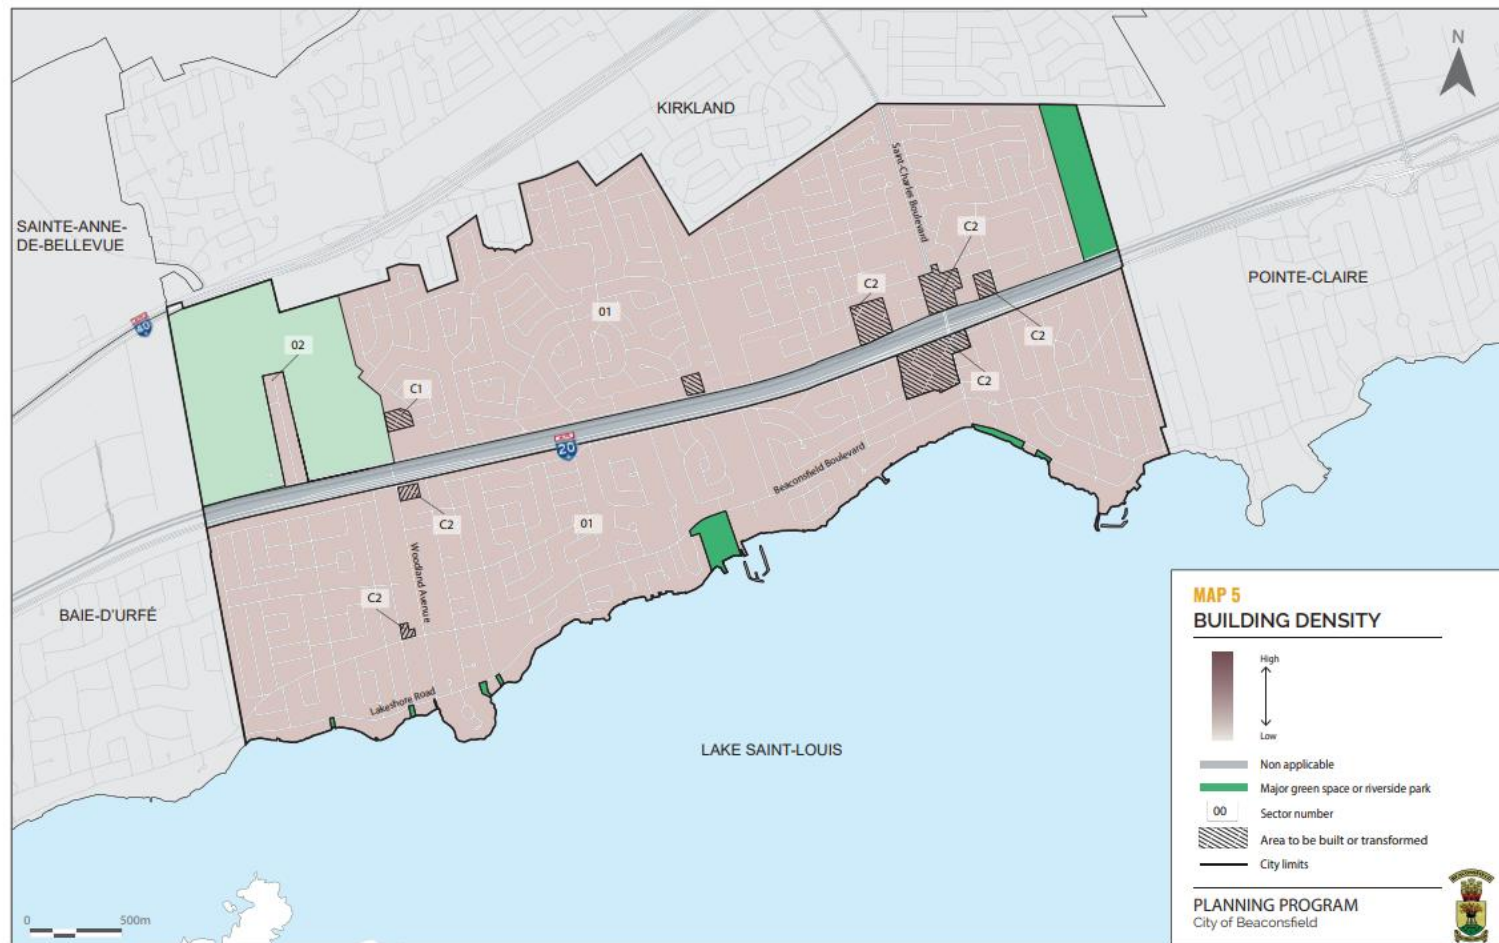 N
KIRKLAND
SAINTE-ANNE-
DE-BELLEVUE
Saint-Charles Boulevard
C2
POINTE-CLAIRE
C2
01
40
02
C2
C1
C2
20
Beaconsfield Boulevard
C2
01
Woodland Avenue
C2
BAIE-D'URFÉ
Lakeshore Road
LAKE SAINT-LOUIS
MAP 5
BUILDING DENSITY
High
Low
Non applicable
Major green space or riverside park
00 Sector number
Area to be built or transformed
City limits
PLANNING PROGRAM
City of Beaconsfield
BEACONSFIELD
0 500m